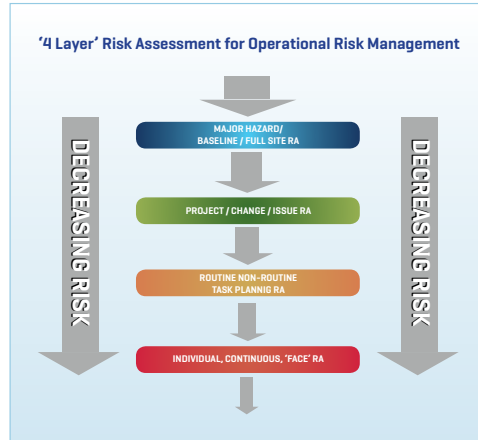 '4 Layer' Risk Assessment for Operational Risk Management
MAJOR HAZARD/
BASELINE / FULL SITE RA
PROJECT / CHANGE / ISSUE RA
ROUTINE NON-ROUTINE
TASK PLANNIG RA
INDIVIDUAL, CONTINUOUS, 'FACE' RA
DECREASING RISK
DECREASING RISK